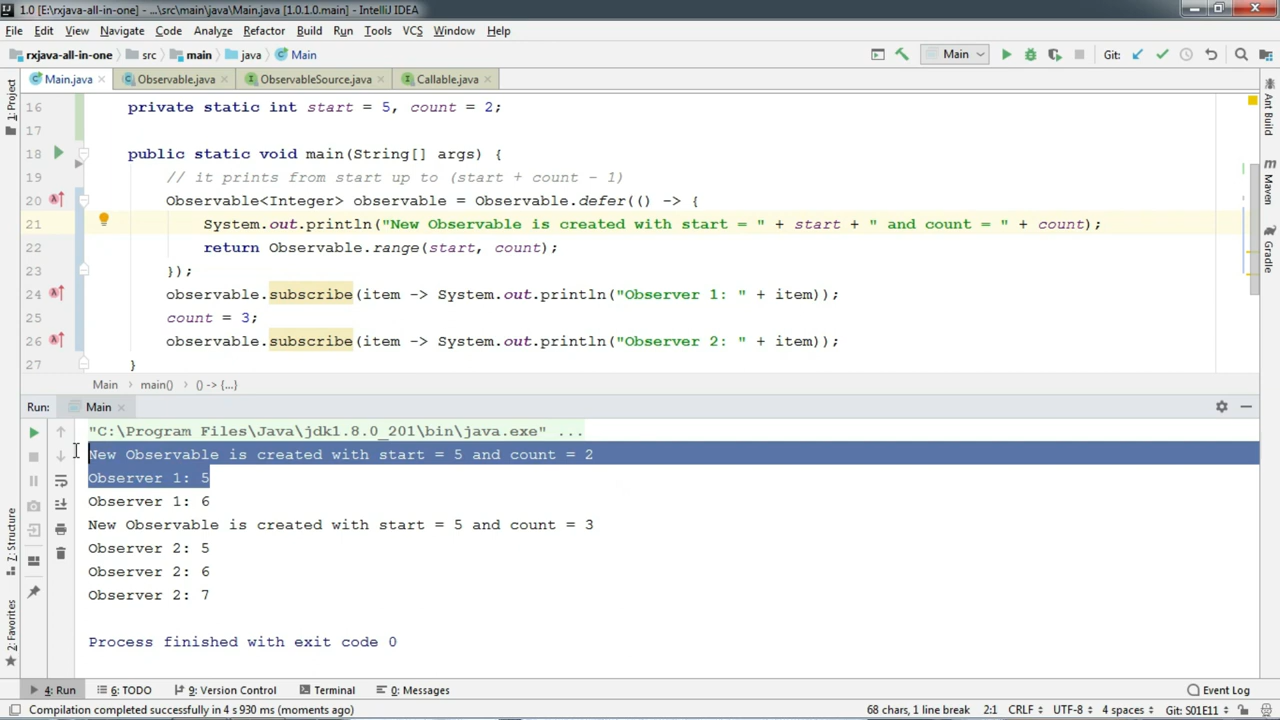 1.0 [E:\rxjava-all-in-one] - ...\src\main\java\Main.java [1.0.1.0.main] - IntelliJ IDEA
File Edit View Navigate Code Analyze Refactor Build Run Tools VCS Window Help
rxjava-all-in-one src main java Main Main Git:
Main.java Observable.java ObservableSource.java Callable.java
1: Project
Ant Build
Maven
Gradle
16 private static int start = 5, count = 2;
17
18 public static void main(String[] args) {
19 // it prints from start up to (start + count - 1)
20 Observable<Integer> observable = Observable.defer(() -> {
21 System.out.println("New Observable is created with start = " + start + " and count = " + count);
22 return Observable.range(start, count);
23 });
24 observable.subscribe(item -> System.out.println("Observer 1: " + item));
25 count = 3;
26 observable.subscribe(item -> System.out.println("Observer 2: " + item));
27 }
Main › main() › () -> {...}
Run: Main
"C:\Program Files\Java\jdk1.8.0_201\bin\java.exe" ...
New Observable is created with start = 5 and count = 2
Observer 1: 5
Observer 1: 6
New Observable is created with start = 5 and count = 3
Observer 2: 5
Observer 2: 6
Observer 2: 7
Process finished with exit code 0
7: Structure
2: Favorites
4: Run 6: TODO 9: Version Control Terminal 0: Messages Event Log
Compilation completed successfully in 4 s 930 ms (moments ago) 68 chars, 1 line break 2:1 CRLF UTF-8 4 spaces Git: S01E11